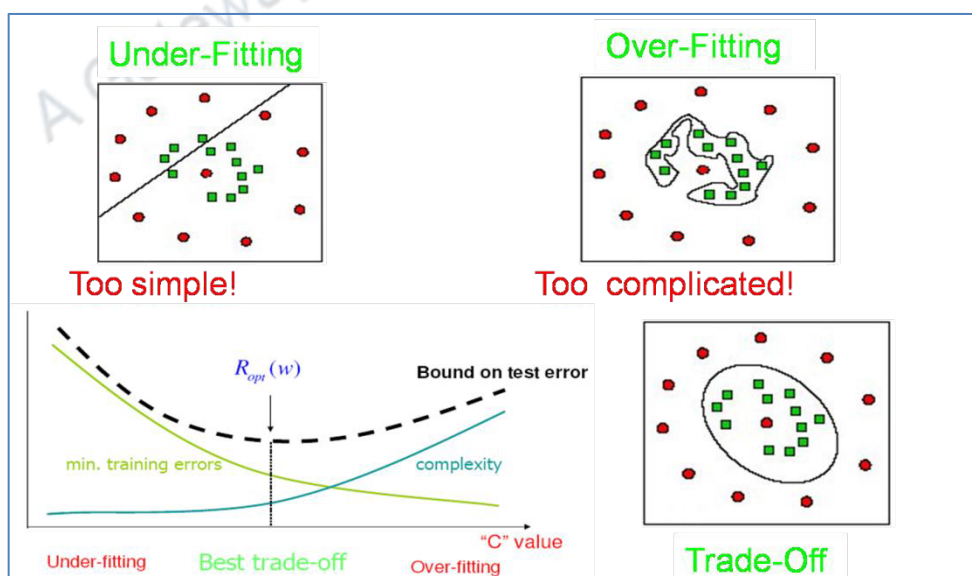 Under-Fitting
Over-Fitting
Too simple!
Too complicated!
R_opt(w)
Bound on test error
min. training errors
complexity
"C" value
Under-fitting
Best trade-off
Over-fitting
Trade-Off